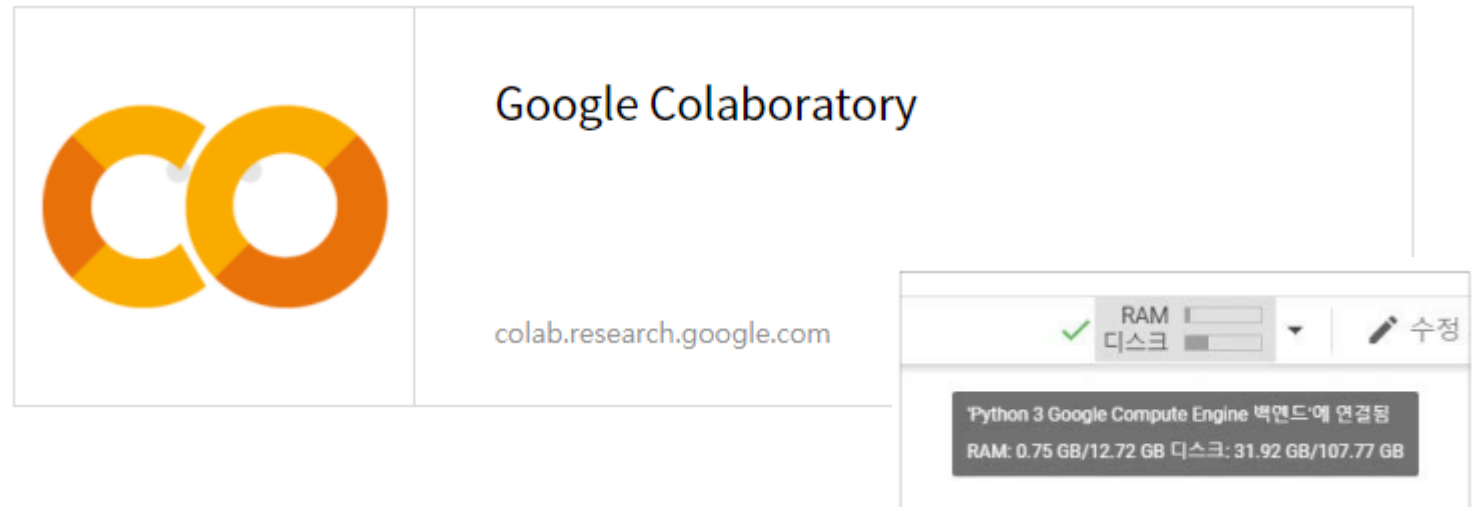 Google Colaboratory
colab.research.google.com
RAM
디스크
수정
'Python 3 Google Compute Engine 백엔드'에 연결됨
RAM: 0.75 GB/12.72 GB 디스크: 31.92 GB/107.77 GB